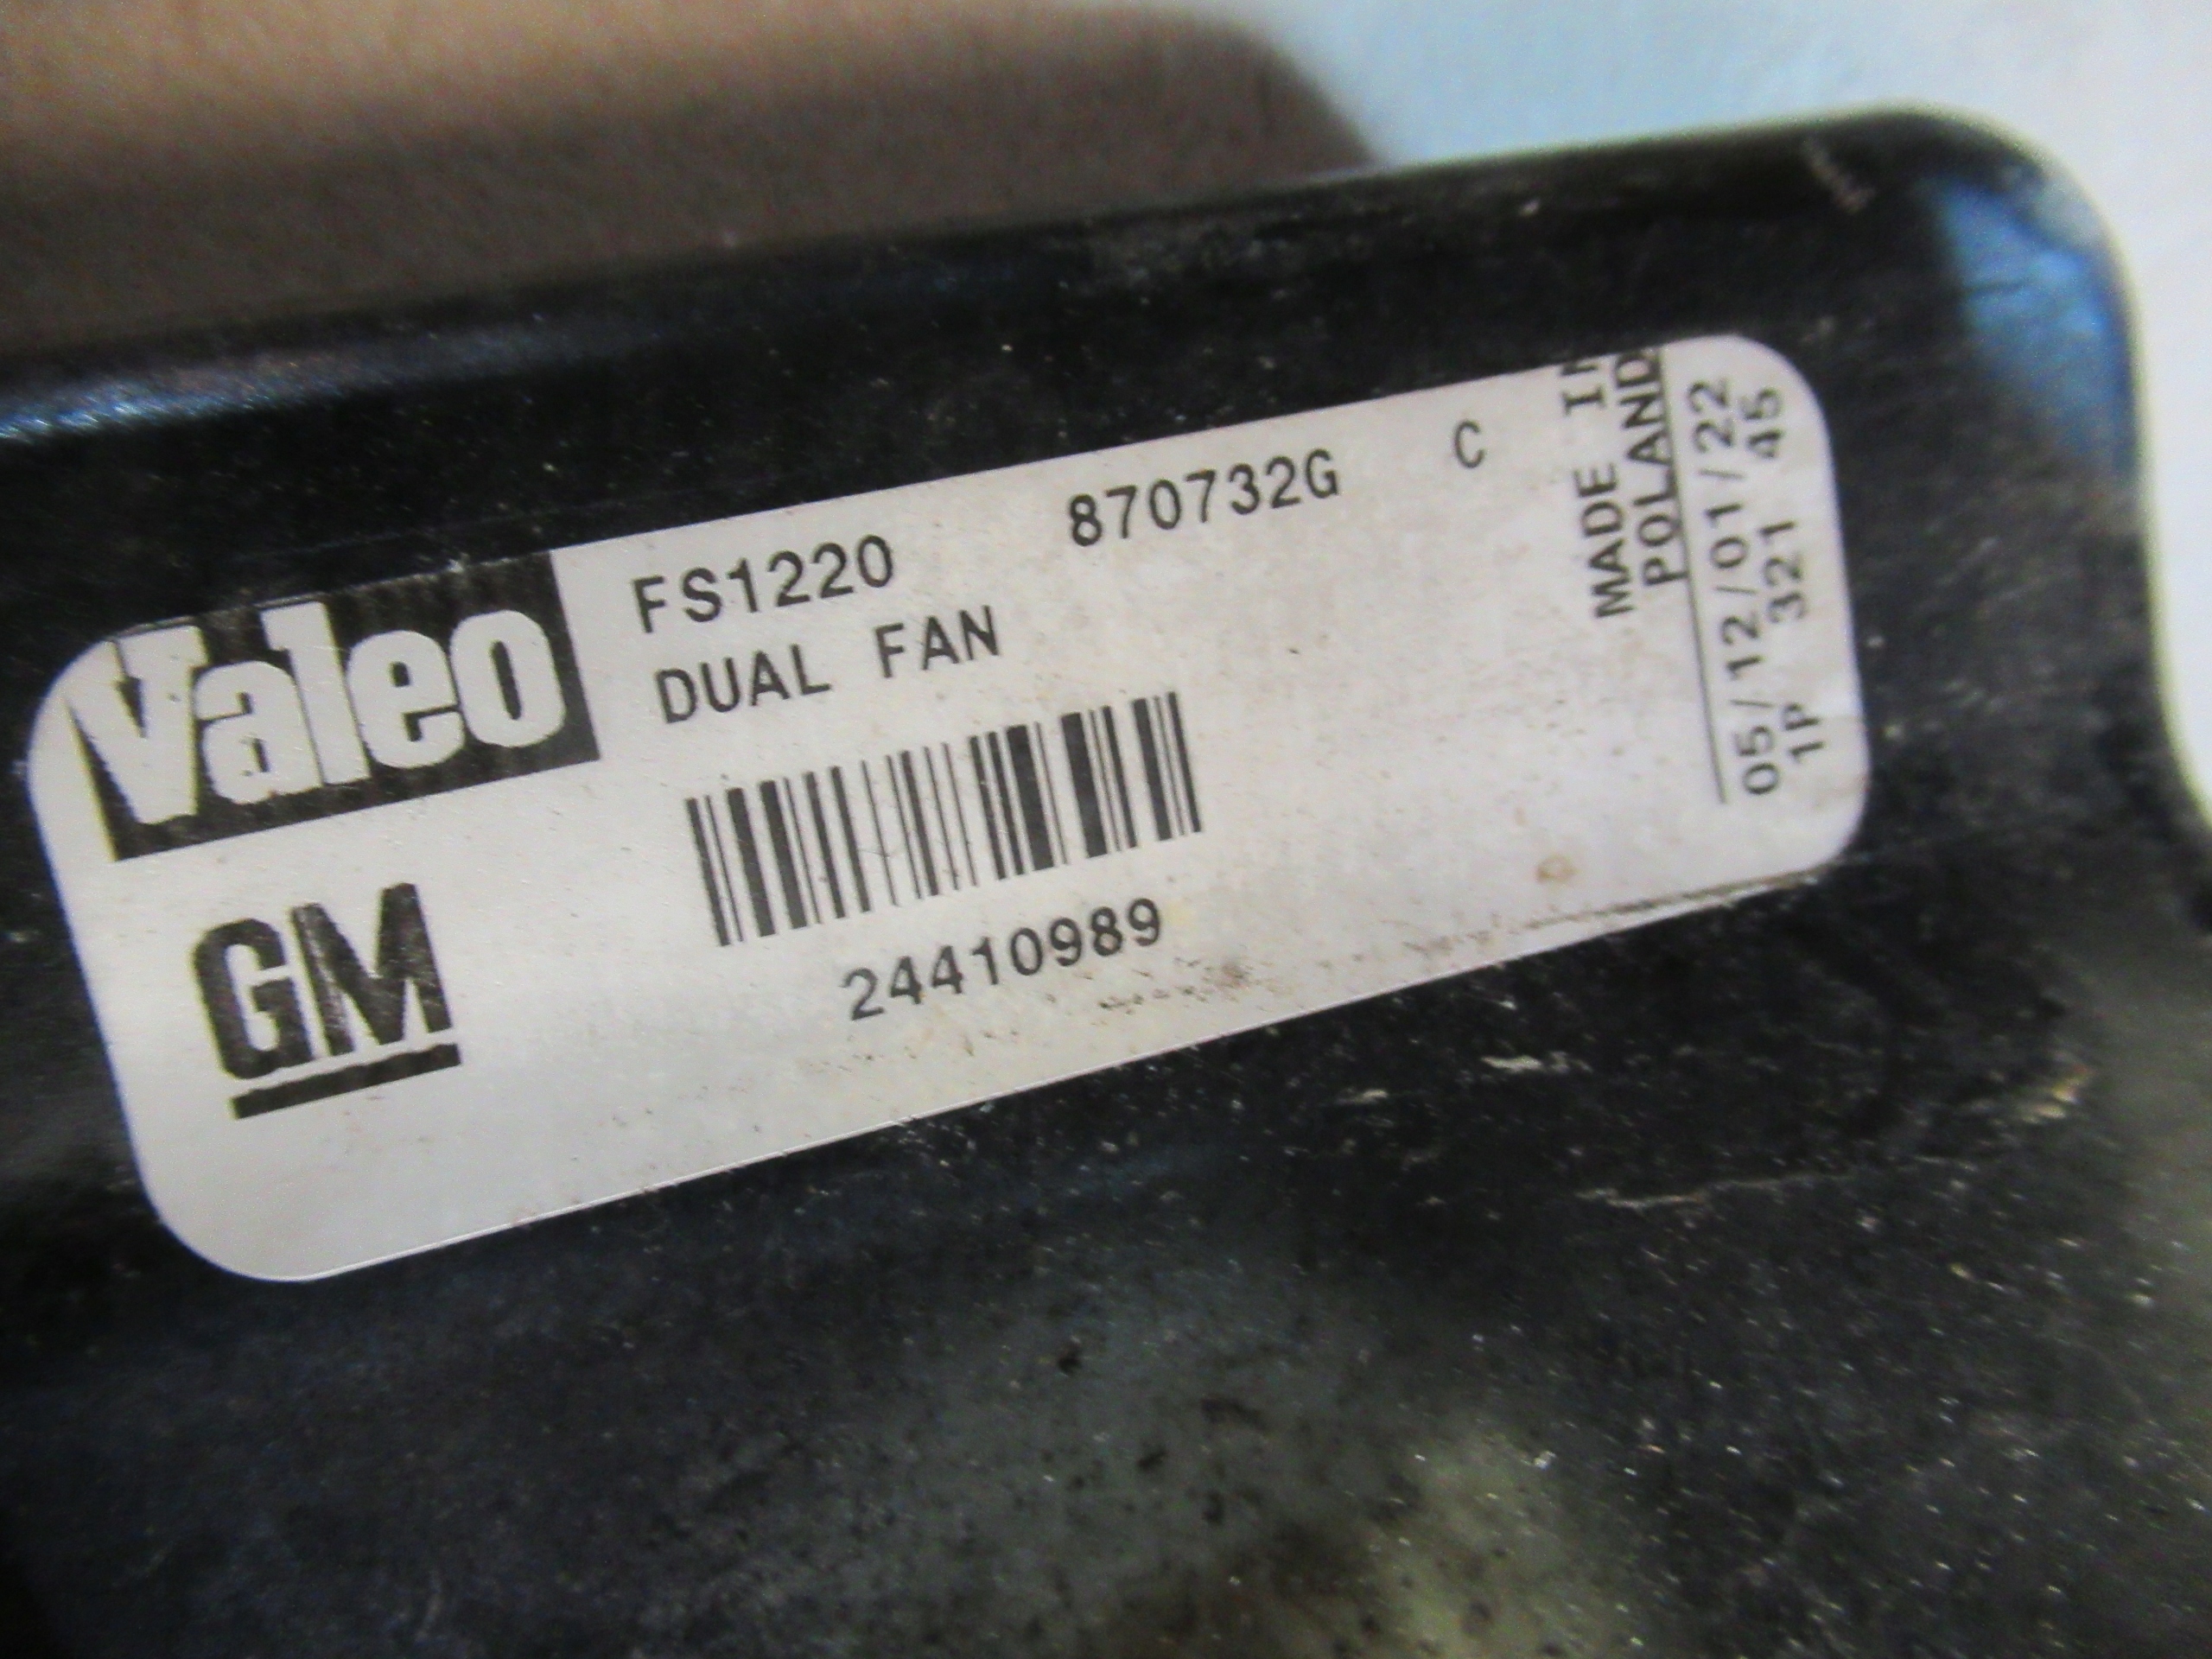 Valeo
FS1220 870732G C
DUAL FAN
24410989
GM
MADE IN
POLAND
05/12/01/22
1P 321 45